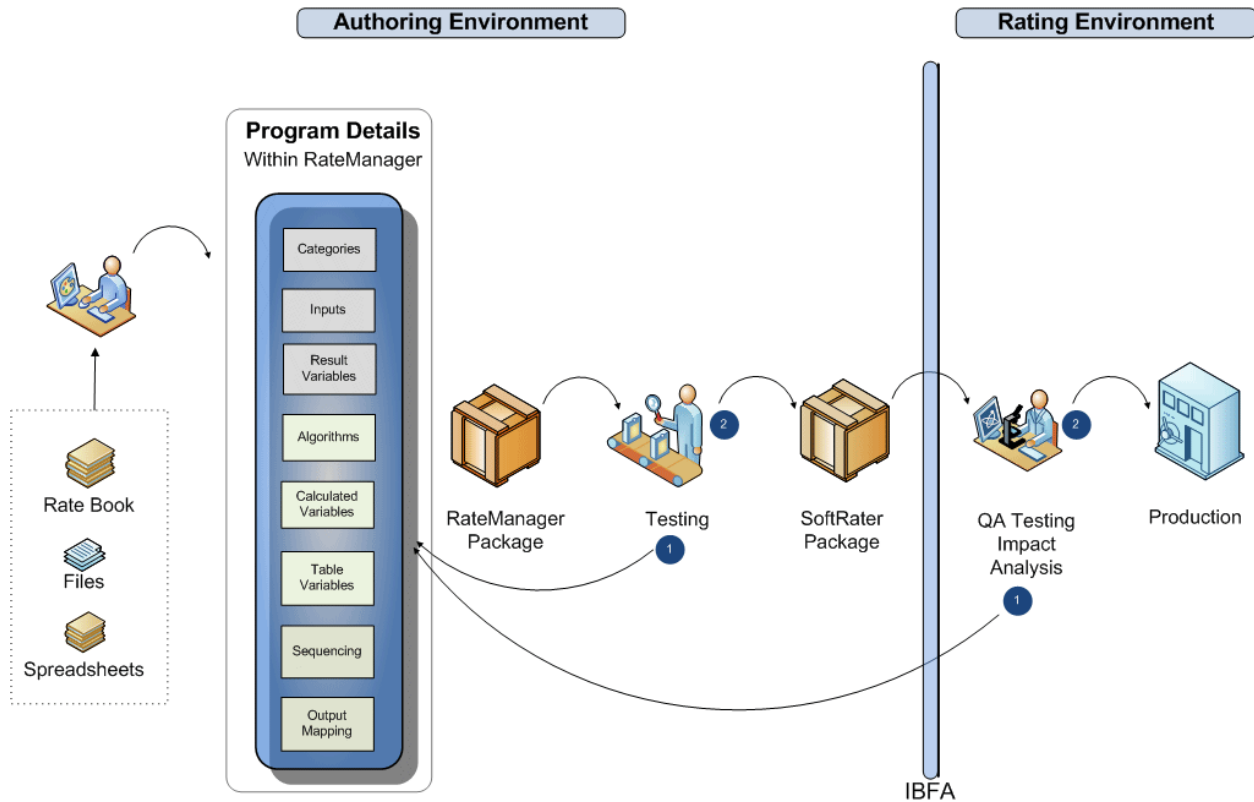 Authoring Environment
Rating Environment
Program Details
Within RateManager
Categories
Inputs
Result
Variables
Algorithms
Calculated
Variables
Table
Variables
Sequencing
Output
Mapping
Rate Book
Files
Spreadsheets
RateManager
Package
Testing
1
2
SoftRater
Package
QA Testing
Impact
Analysis
1
2
Production
IBFA